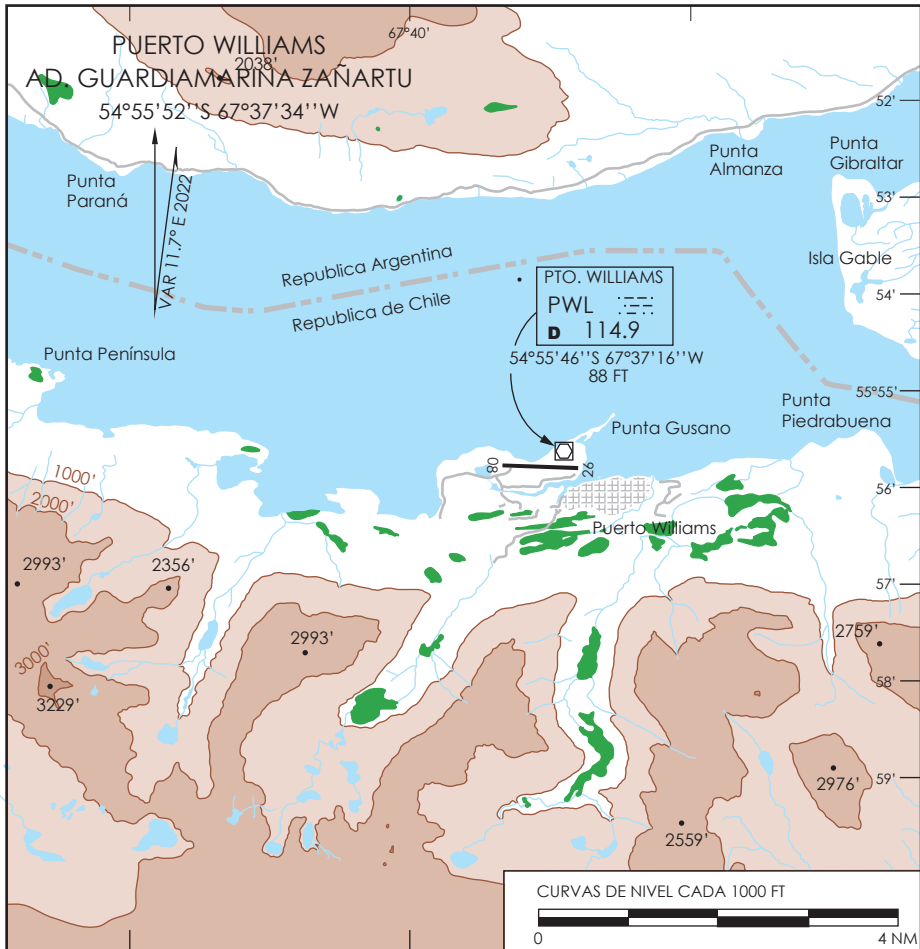 PUERTO WILLIAMS
67°40'
2038'
AD. GUARDIAMARINA ZAÑARTU
54°55'52''S 67°37'34''W
52'
Punta
Almanza
Punta
Gibraltar
Punta
Paraná
VAR 11.7° E 2022
53'
Isla Gable
Republica Argentina
Republica de Chile
PTO. WILLIAMS
PWL
D 114.9
54°55'46''S 67°37'16''W
88 FT
54'
Punta Península
55°55'
Punta
Piedrabuena
Punta Gusano
08
26
56'
1000'
2000'
Puerto Williams
2993'
2356'
57'
2993'
2759'
3000'
3229'
58'
59'
2976'
2559'
CURVAS DE NIVEL CADA 1000 FT
0
4 NM